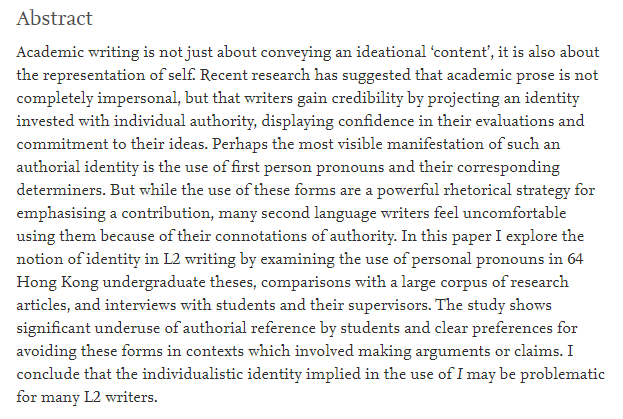 Abstract
Academic writing is not just about conveying an ideational ‘content’, it is also about
the representation of self. Recent research has suggested that academic prose is not
completely impersonal, but that writers gain credibility by projecting an identity
invested with individual authority, displaying confidence in their evaluations and
commitment to their ideas. Perhaps the most visible manifestation of such an
authorial identity is the use of first person pronouns and their corresponding
determiners. But while the use of these forms are a powerful rhetorical strategy for
emphasising a contribution, many second language writers feel uncomfortable
using them because of their connotations of authority. In this paper I explore the
notion of identity in L2 writing by examining the use of personal pronouns in 64
Hong Kong undergraduate theses, comparisons with a large corpus of research
articles, and interviews with students and their supervisors. The study shows
significant underuse of authorial reference by students and clear preferences for
avoiding these forms in contexts which involved making arguments or claims. I
conclude that the individualistic identity implied in the use of I may be problematic
for many L2 writers.